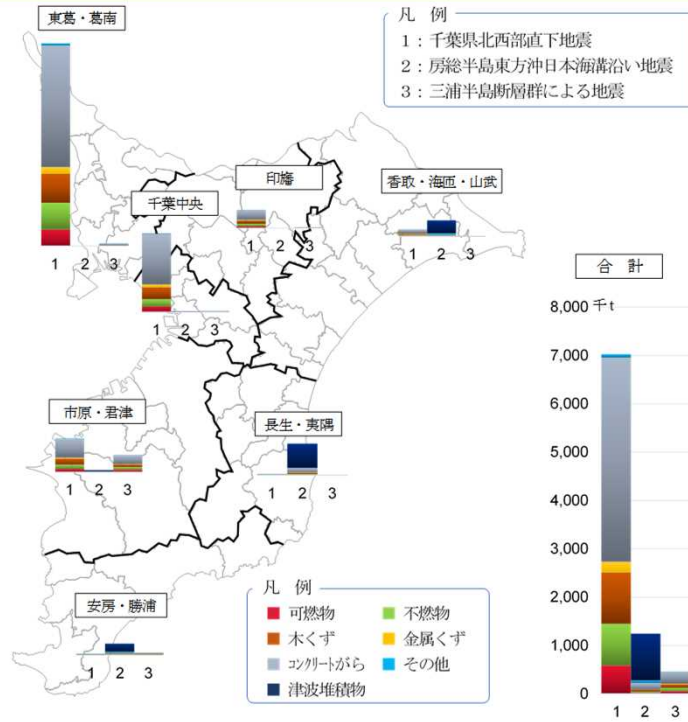 東葛・葛南
凡 例
1：千葉県北西部直下地震
2：房総半島東方沖日本海溝沿い地震
3：三浦半島断層群による地震
印旛
香取・海匝・山武
千葉中央
1 2 3
1 2 3
1 2 3
1 2 3
合 計
8,000 千t
7,000
6,000
5,000
4,000
3,000
2,000
1,000
0
1 2 3
市原・君津
長生・夷隅
1 2 3
1 2 3
安房・勝浦
1 2 3
凡 例
可燃物 不燃物
木くず 金属くず
コンクリートがら その他
津波堆積物